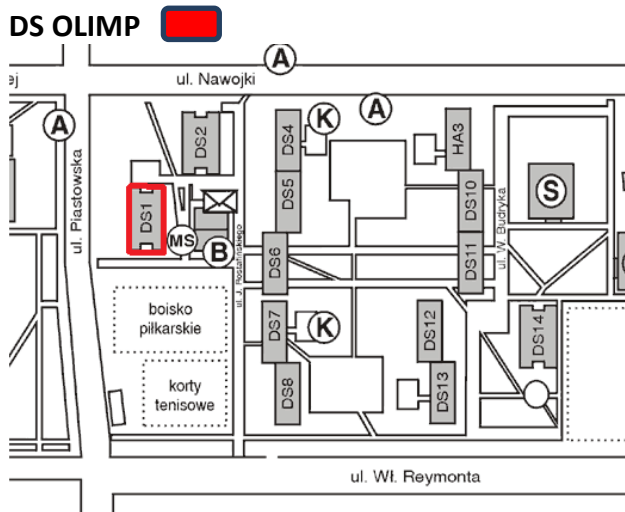 DS OLIMP
ej
ul. Nawojki
A
A
A
K
ul. Piastowska
DS2
DS4
HA3
DS5
DS10
S
DS1
MS
B
ul. J. Rostafińskiego
ul. W. Budryka
DS6
DS11
boisko
piłkarskie
DS7
K
DS12
DS14
korty
tenisowe
DS8
DS13
ul. Wł. Reymonta